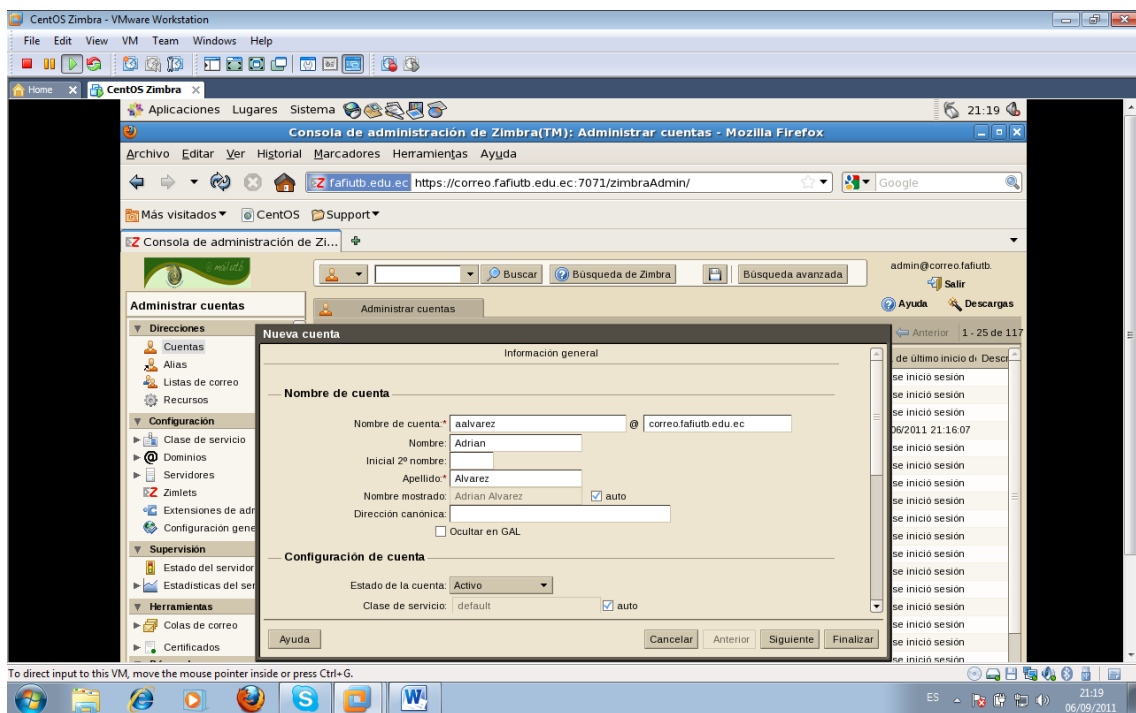 CentOS Zimbra - VMware Workstation
File Edit View VM Team Windows Help
Home CentOS Zimbra
Aplicaciones Lugares Sistema 21:19
Consola de administración de Zimbra(TM): Administrar cuentas - Mozilla Firefox
Archivo Editar Ver Historial Marcadores Herramientas Ayuda
fafiutb.edu.ec https://correo.fafiutb.edu.ec:7071/zimbraAdmin/ Google
Más visitados CentOS Support
Consola de administración de Zi...
Buscar Búsqueda de Zimbra Búsqueda avanzada
admin@correo.fafiutb.
Salir
Ayuda Descargas
Administrar cuentas
Administrar cuentas
Anterior 1 - 25 de 117
Direcciones
Cuentas
Alias
Listas de correo
Recursos
Configuración
Clase de servicio
Dominios
Servidores
Zimlets
Extensiones de adr
Configuración gene
Supervisión
Estado del servidor
Estadísticas del ser
Herramientas
Colas de correo
Certificados
Nueva cuenta
Información general
Nombre de cuenta
Nombre de cuenta:* aalvarez @ correo.fafiutb.edu.ec
Nombre: Adrian
Inicial 2º nombre:
Apellido:* Alvarez
Nombre mostrado: Adrian Alvarez auto
Dirección canónica:
Ocultar en GAL
Configuración de cuenta
Estado de la cuenta: Activo
Clase de servicio: default auto
Ayuda Cancelar Anterior Siguiente Finalizar
de último inicio de Descr
se inició sesión
se inició sesión
se inició sesión
06/2011 21:16:07
se inició sesión
se inició sesión
se inició sesión
se inició sesión
se inició sesión
se inició sesión
se inició sesión
se inició sesión
se inició sesión
se inició sesión
se inició sesión
se inició sesión
se inició sesión
To direct input to this VM, move the mouse pointer inside or press Ctrl+G.
ES 21:19
06/09/2011